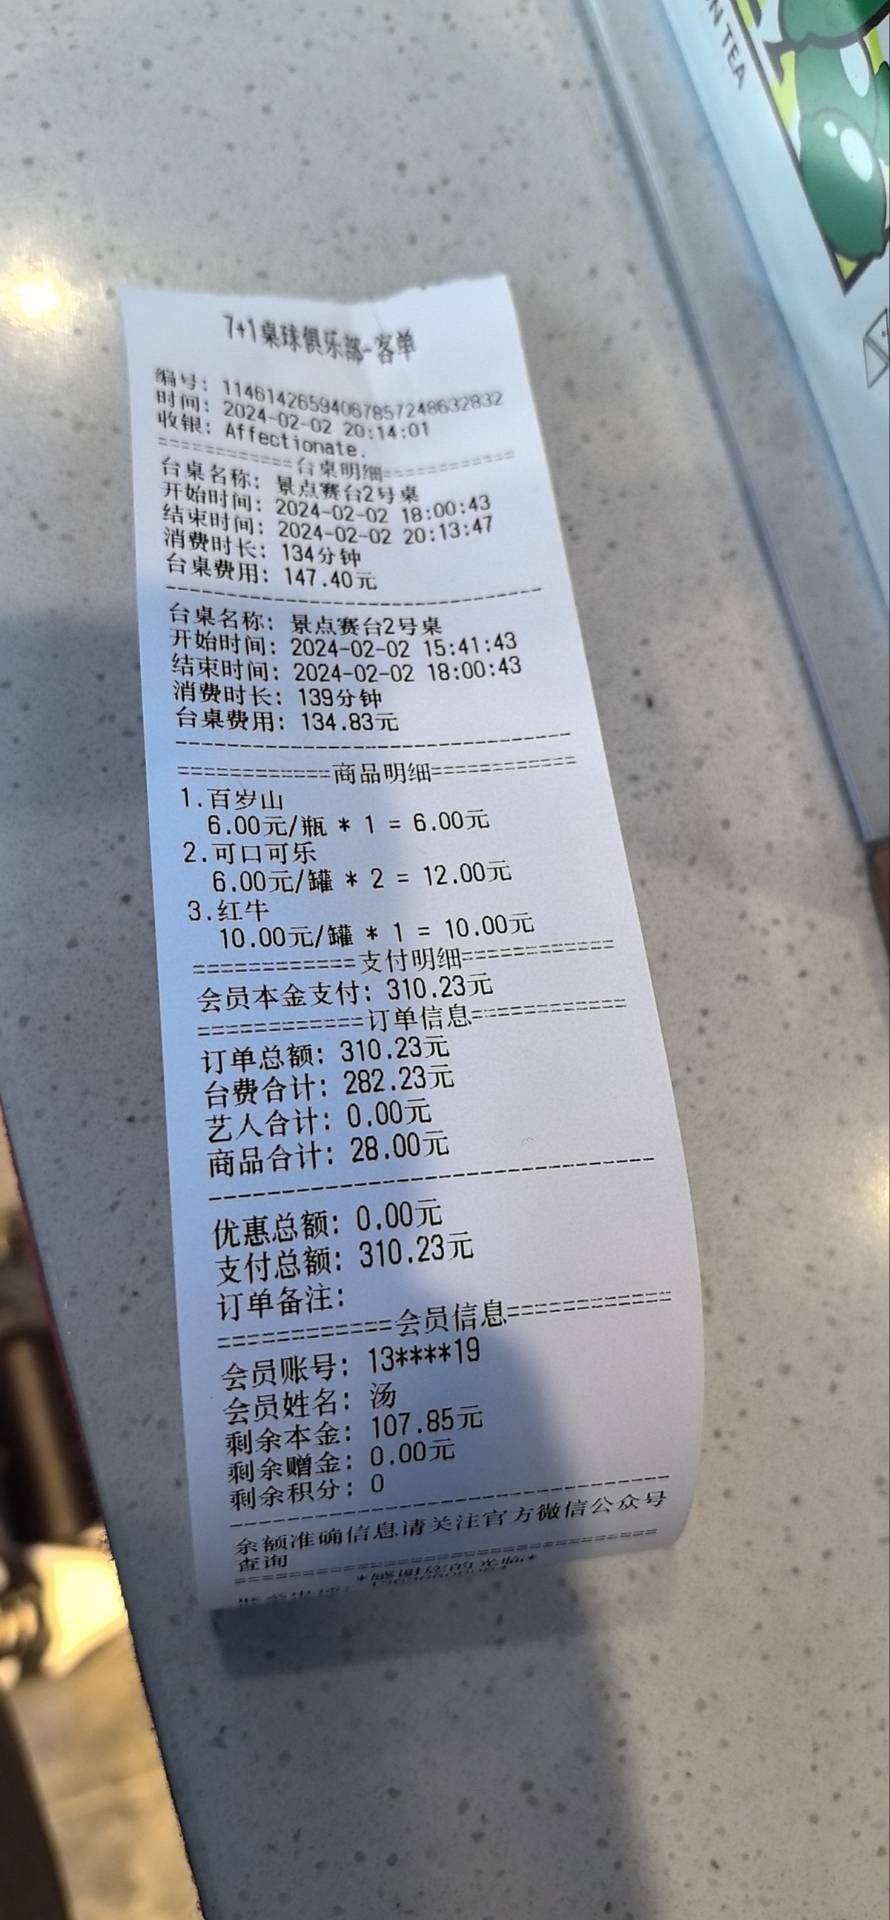 N TEA
7+1桌球俱乐部-客单
编号: 1146142659406785724863​2832
时间: 2024-02-02 20:14:01
收银: Affectionate.
============台桌明细============
台桌名称: 景点赛台2号桌
开始时间: 2024-02-02 18:00:43
结束时间: 2024-02-02 20:13:47
消费时长: 134分钟
台桌费用: 147.40元
--------------------------------
台桌名称: 景点赛台2号桌
开始时间: 2024-02-02 15:41:43
结束时间: 2024-02-02 18:00:43
消费时长: 139分钟
台桌费用: 134.83元
--------------------------------
============商品明细============
1.百岁山
6.00元/瓶 * 1 = 6.00元
2.可口可乐
6.00元/罐 * 2 = 12.00元
3.红牛
10.00元/罐 * 1 = 10.00元
============支付明细============
会员本金支付: 310.23元
============订单信息============
订单总额: 310.23元
台费合计: 282.23元
艺人合计: 0.00元
商品合计: 28.00元
--------------------------------
优惠总额: 0.00元
支付总额: 310.23元
订单备注:
============会员信息============
会员账号: 13****19
会员姓名: 汤
剩余本金: 107.85元
剩余赠金: 0.00元
剩余积分: 0
--------------------------------
余额准确信息请关注官方微信公众号
查询
================================
*感谢您的光临*